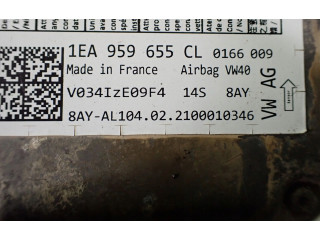 1EA 959 655 CL 0166 009
Made in France Airbag VW40
V034IzE09F4 14S 8AY
8AY-AL104.02.2100010346
VW AG